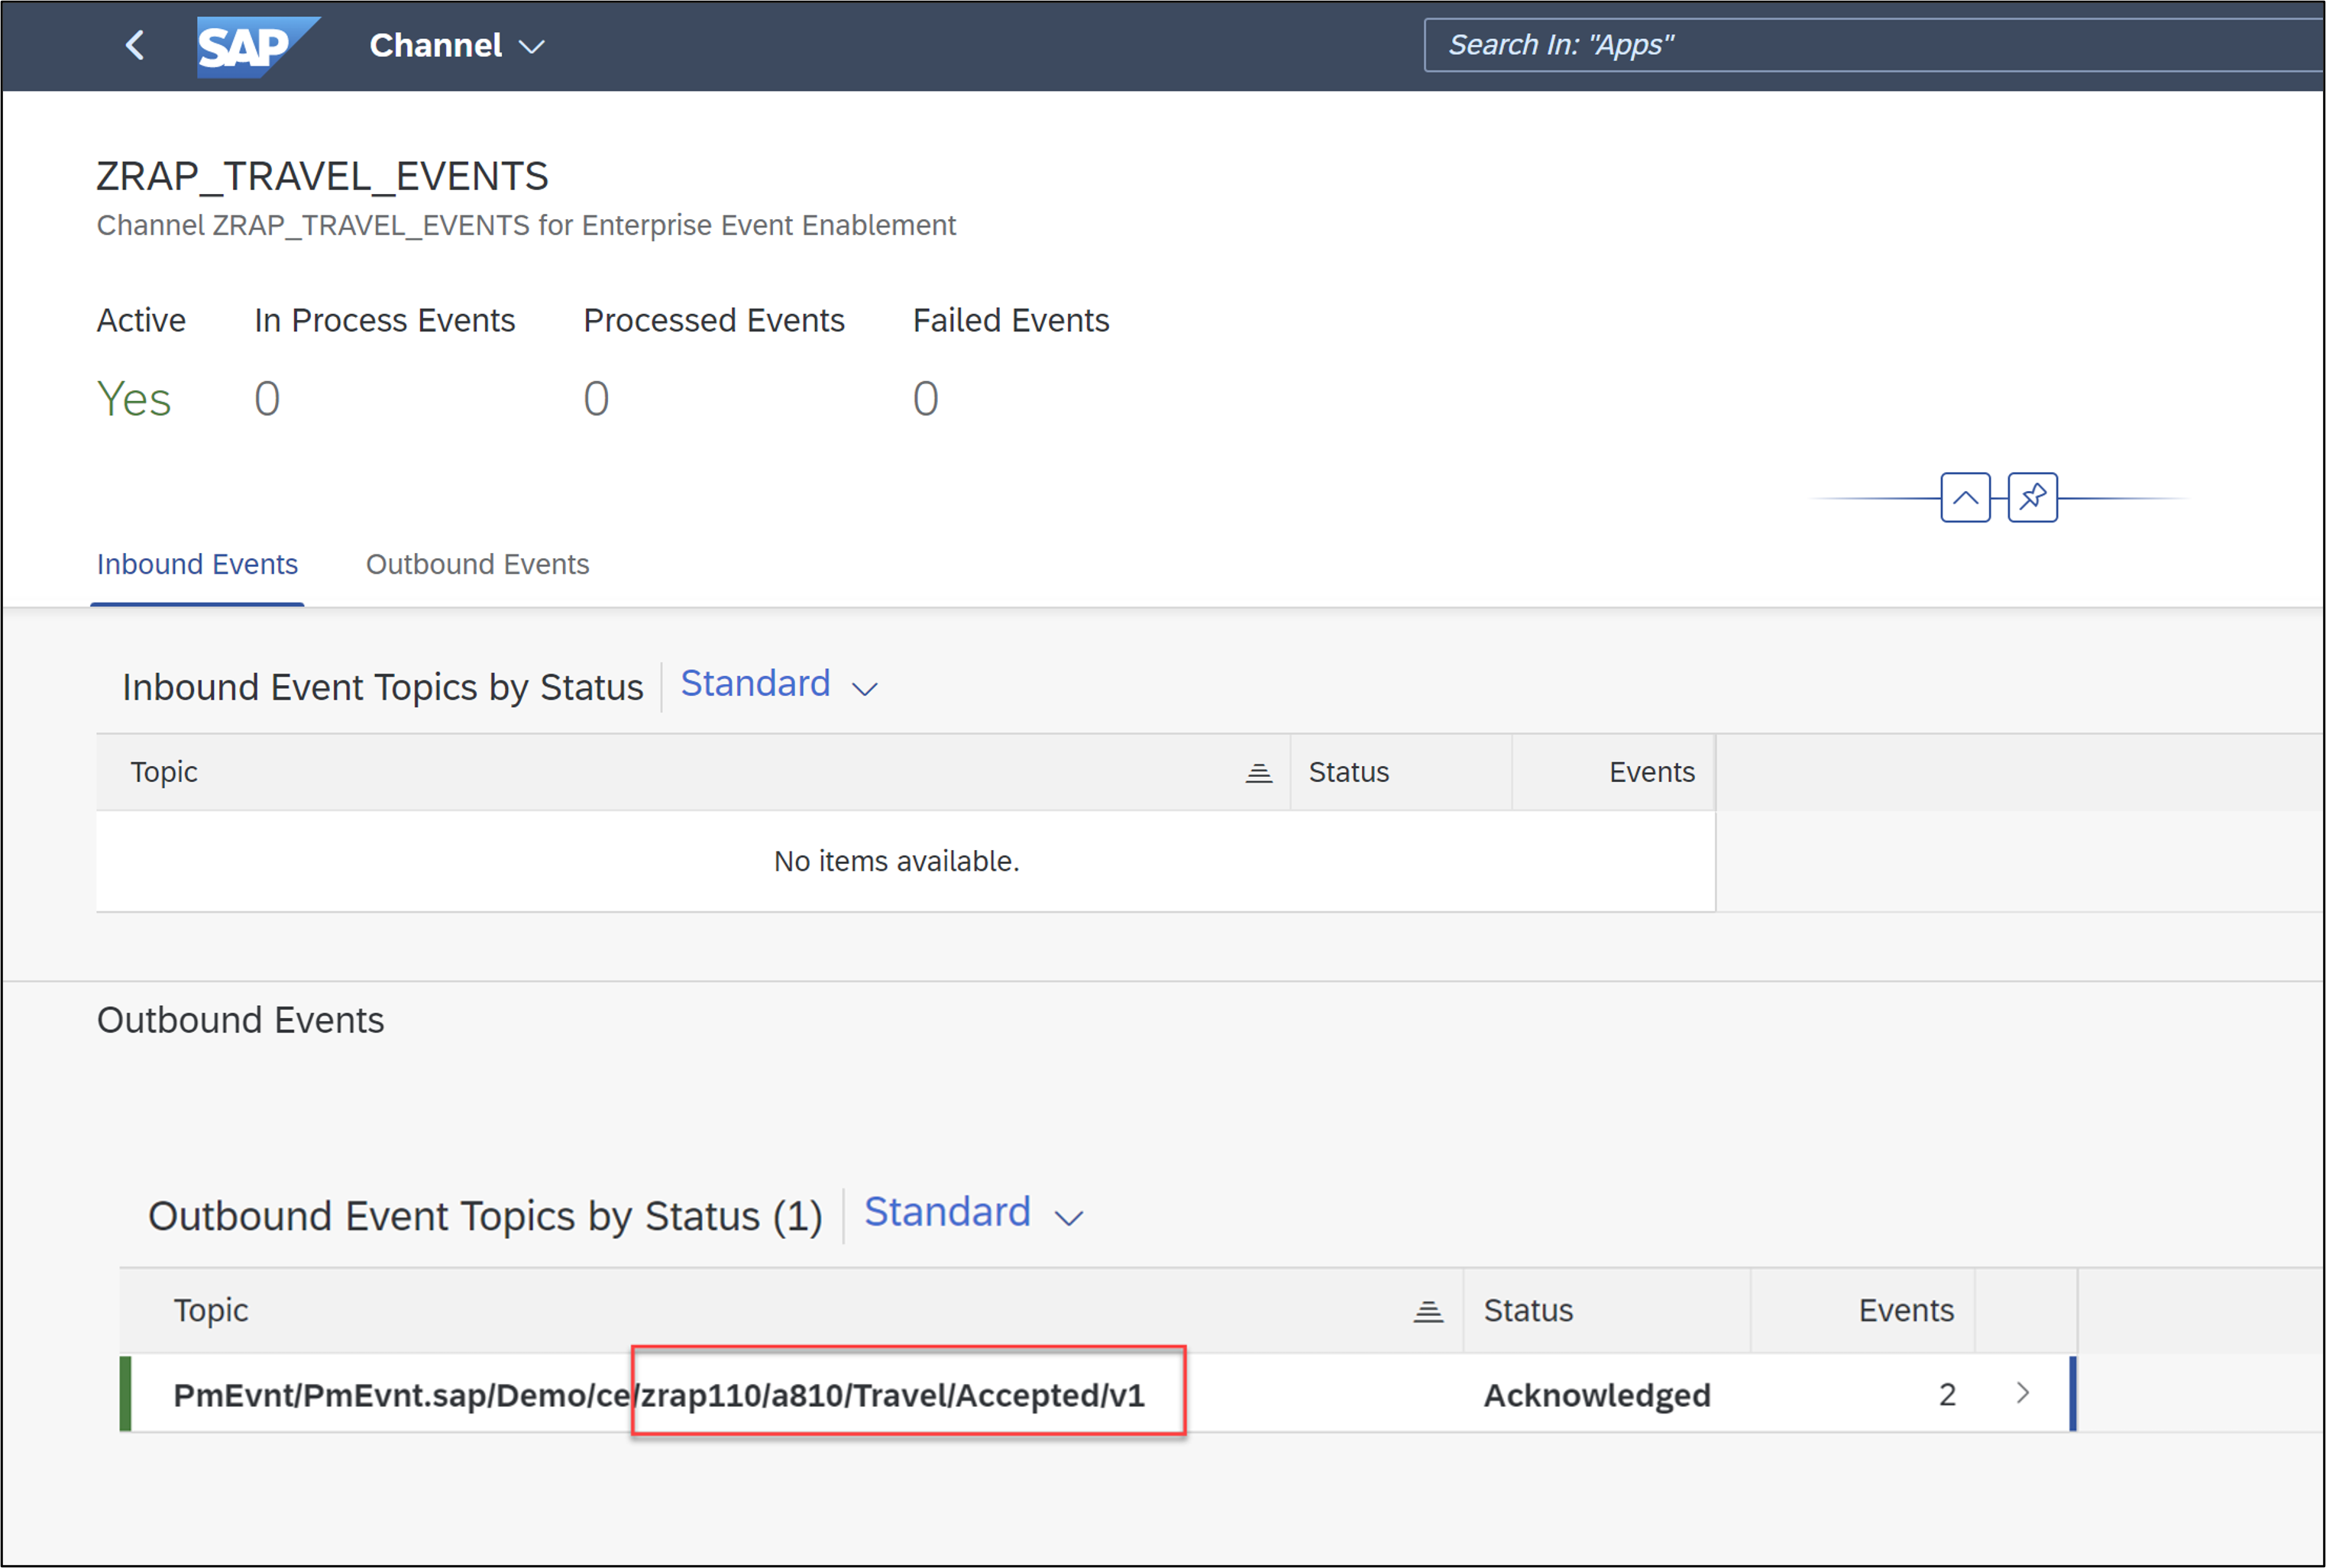 SAP Channel Search In: "Apps"
ZRAP_TRAVEL_EVENTS
Channel ZRAP_TRAVEL_EVENTS for Enterprise Event Enablement
Active In Process Events Processed Events Failed Events
Yes 0 0 0
Inbound Events Outbound Events
Inbound Event Topics by Status Standard
Topic Status Events
No items available.
Outbound Events
Outbound Event Topics by Status (1) Standard
Topic Status Events
PmEvnt/PmEvnt.sap/Demo/ce/zrap110/a810/Travel/Accepted/v1 Acknowledged 2